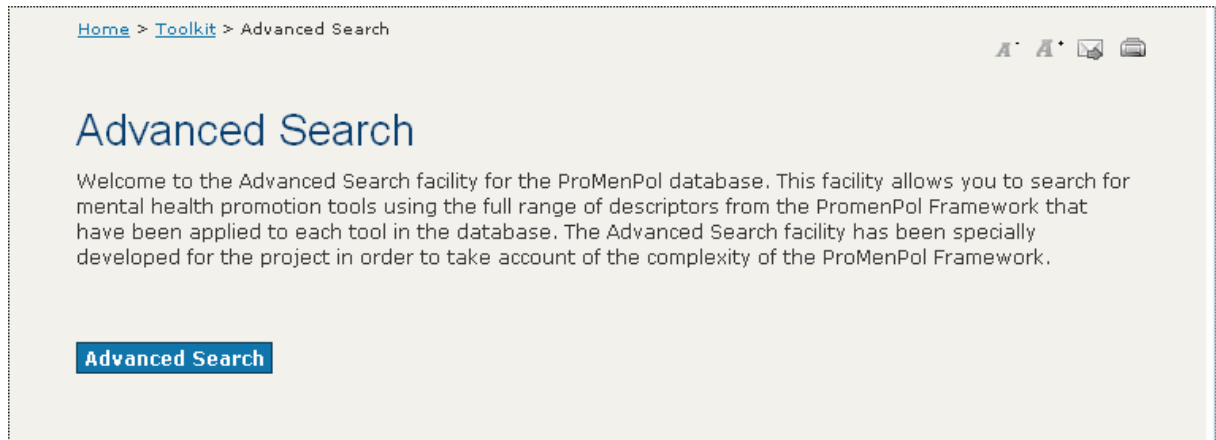 Home > Toolkit > Advanced Search
A- A+
Advanced Search
Welcome to the Advanced Search facility for the ProMenPol database. This facility allows you to search for
mental health promotion tools using the full range of descriptors from the PromenPol Framework that
have been applied to each tool in the database. The Advanced Search facility has been specially
developed for the project in order to take account of the complexity of the ProMenPol Framework.
Advanced Search